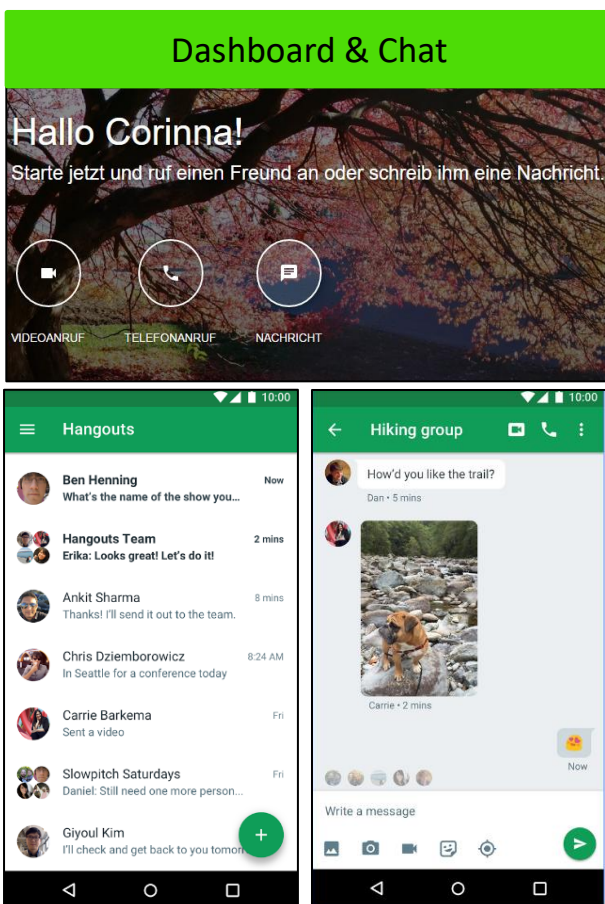 Dashboard & Chat
Hallo Corinna!
Starte jetzt und ruf einen Freund an oder schreib ihm eine Nachricht.
VIDEOANRUF TELEFONANRUF NACHRICHT
10:00
Hangouts
Ben Henning Now
What's the name of the show you...
Hangouts Team 2 mins
Erika: Looks great! Let's do it!
Ankit Sharma 8 mins
Thanks! I'll send it out to the team.
Chris Dziemborowicz 8:24 AM
In Seattle for a conference today
Carrie Barkema Fri
Sent a video
Slowpitch Saturdays Fri
Daniel: Still need one more person...
Giyoul Kim
I'll check and get back to you tomorr
10:00
Hiking group
How'd you like the trail?
Dan • 5 mins
Carrie • 2 mins
Now
Write a message